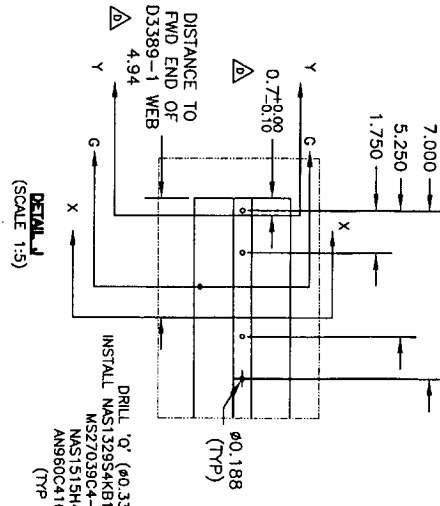 7.000
5.250
1.750
X
0.7+0.00
-0.10
G
Y
DISTANCE TO
FWD END OF
D3389-1 WEB
4.94
Y
G
X
Ø0.188
(TYP)
DRILL 'Q' (Ø0.33
INSTALL NAS1329S4KB1
MS27039C4-
NAS1515H
AN960C416
(TYP
DETAIL J
(SCALE 1:5)